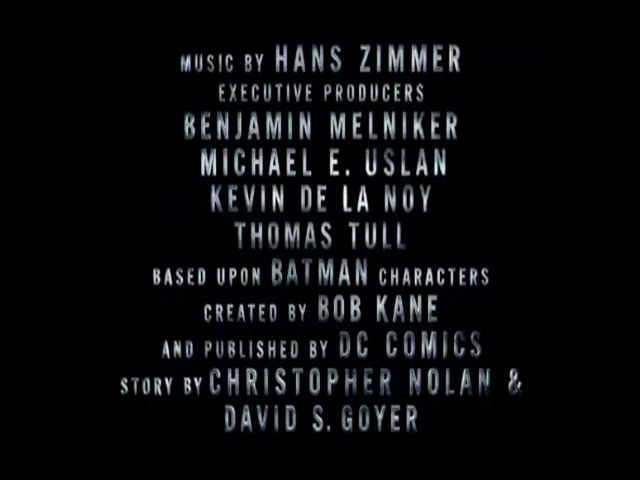 MUSIC BY HANS ZIMMER
EXECUTIVE PRODUCERS
BENJAMIN MELNIKER
MICHAEL E. USLAN
KEVIN DE LA NOY
THOMAS TULL
BASED UPON BATMAN CHARACTERS
CREATED BY BOB KANE
AND PUBLISHED BY DC COMICS
STORY BY CHRISTOPHER NOLAN &
DAVID S. GOYER